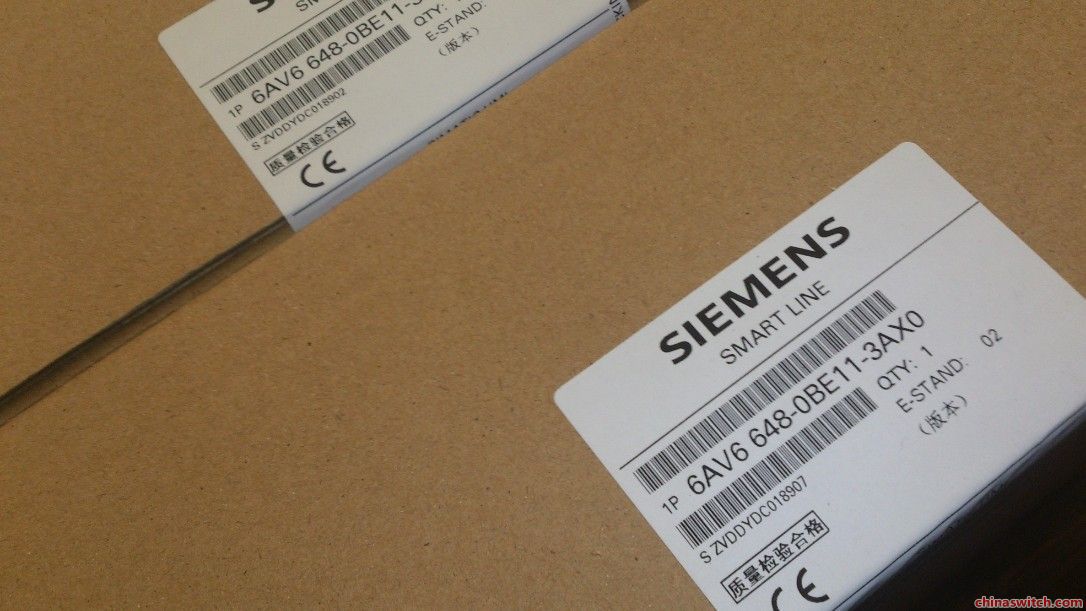 6AV6 648-0BE11-3
QTY:
1P
E-STAND:
(版本)
S ZVDDYDC018902
质量检验合格
CE
SIEMENS
SMART LINE
1P 6AV6 648-0BE11-3AX0
QTY: 1
E-STAND: 02
(版本)
S ZVDDYDC018907
质量检验合格
CE
chinaswitch.com